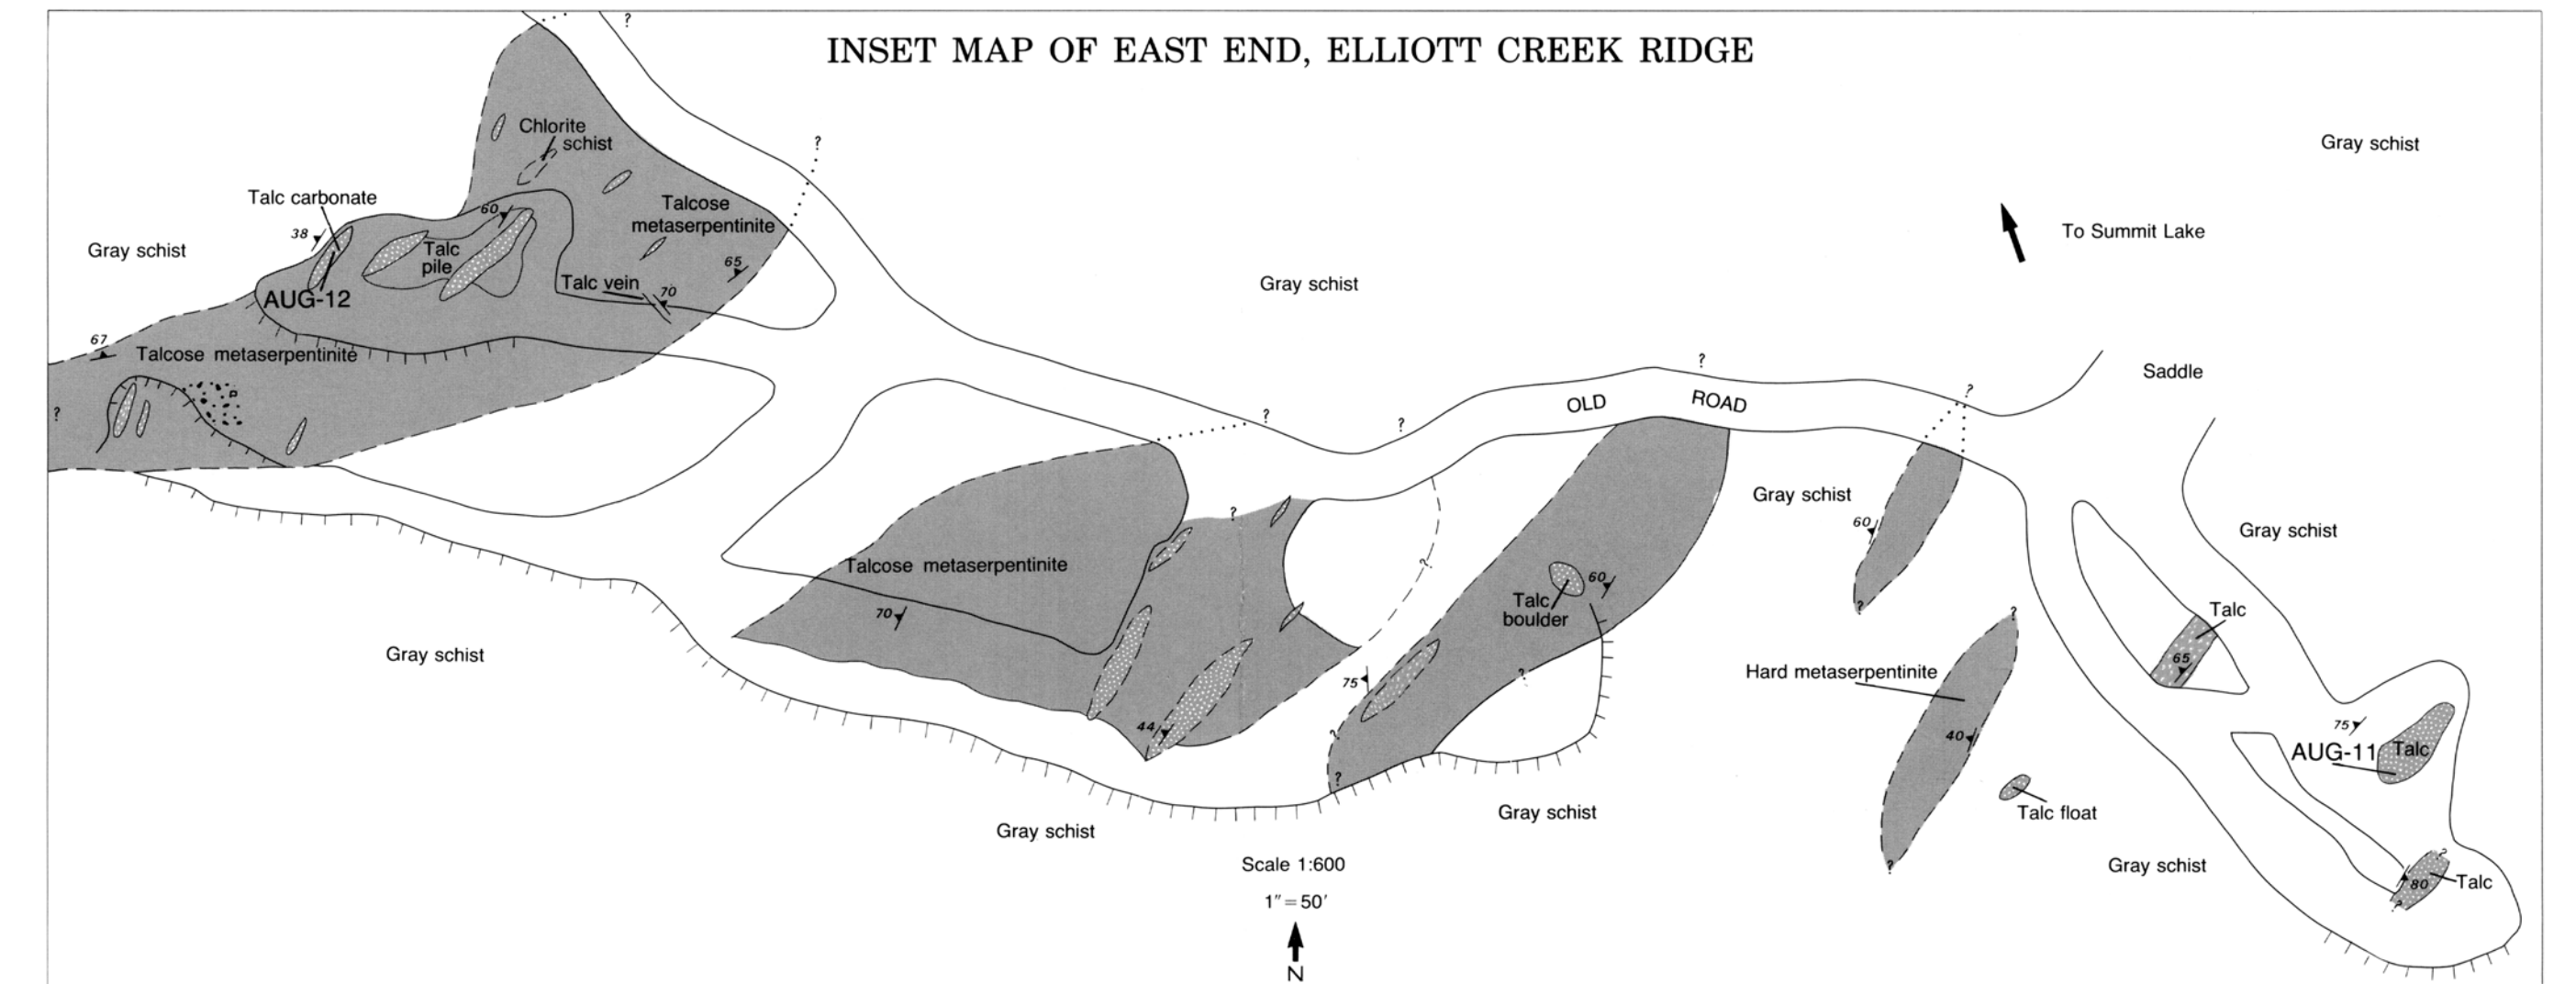 INSET MAP OF EAST END, ELLIOTT CREEK RIDGE
?
?
Chlorite
schist
Gray schist
Talc carbonate
60
Talcose
metaserpentinite
38
Gray schist
Talc
pile
To Summit Lake
65
Talc vein
70
Gray schist
AUG-12
67
Talcose metaserpentinite
?
Saddle
?
OLD ROAD
?
?
?
Gray schist
60
?
Gray schist
Talcose metaserpentinite
?
70
60
Talc
boulder
?
?
Talc
Gray schist
65
Hard metaserpentinite
?
75
44
?
40
75
AUG-11
Talc
?
Talc float
Gray schist
Gray schist
Scale 1:600
Gray schist
?
?
80
Talc
?
1" = 50'
N